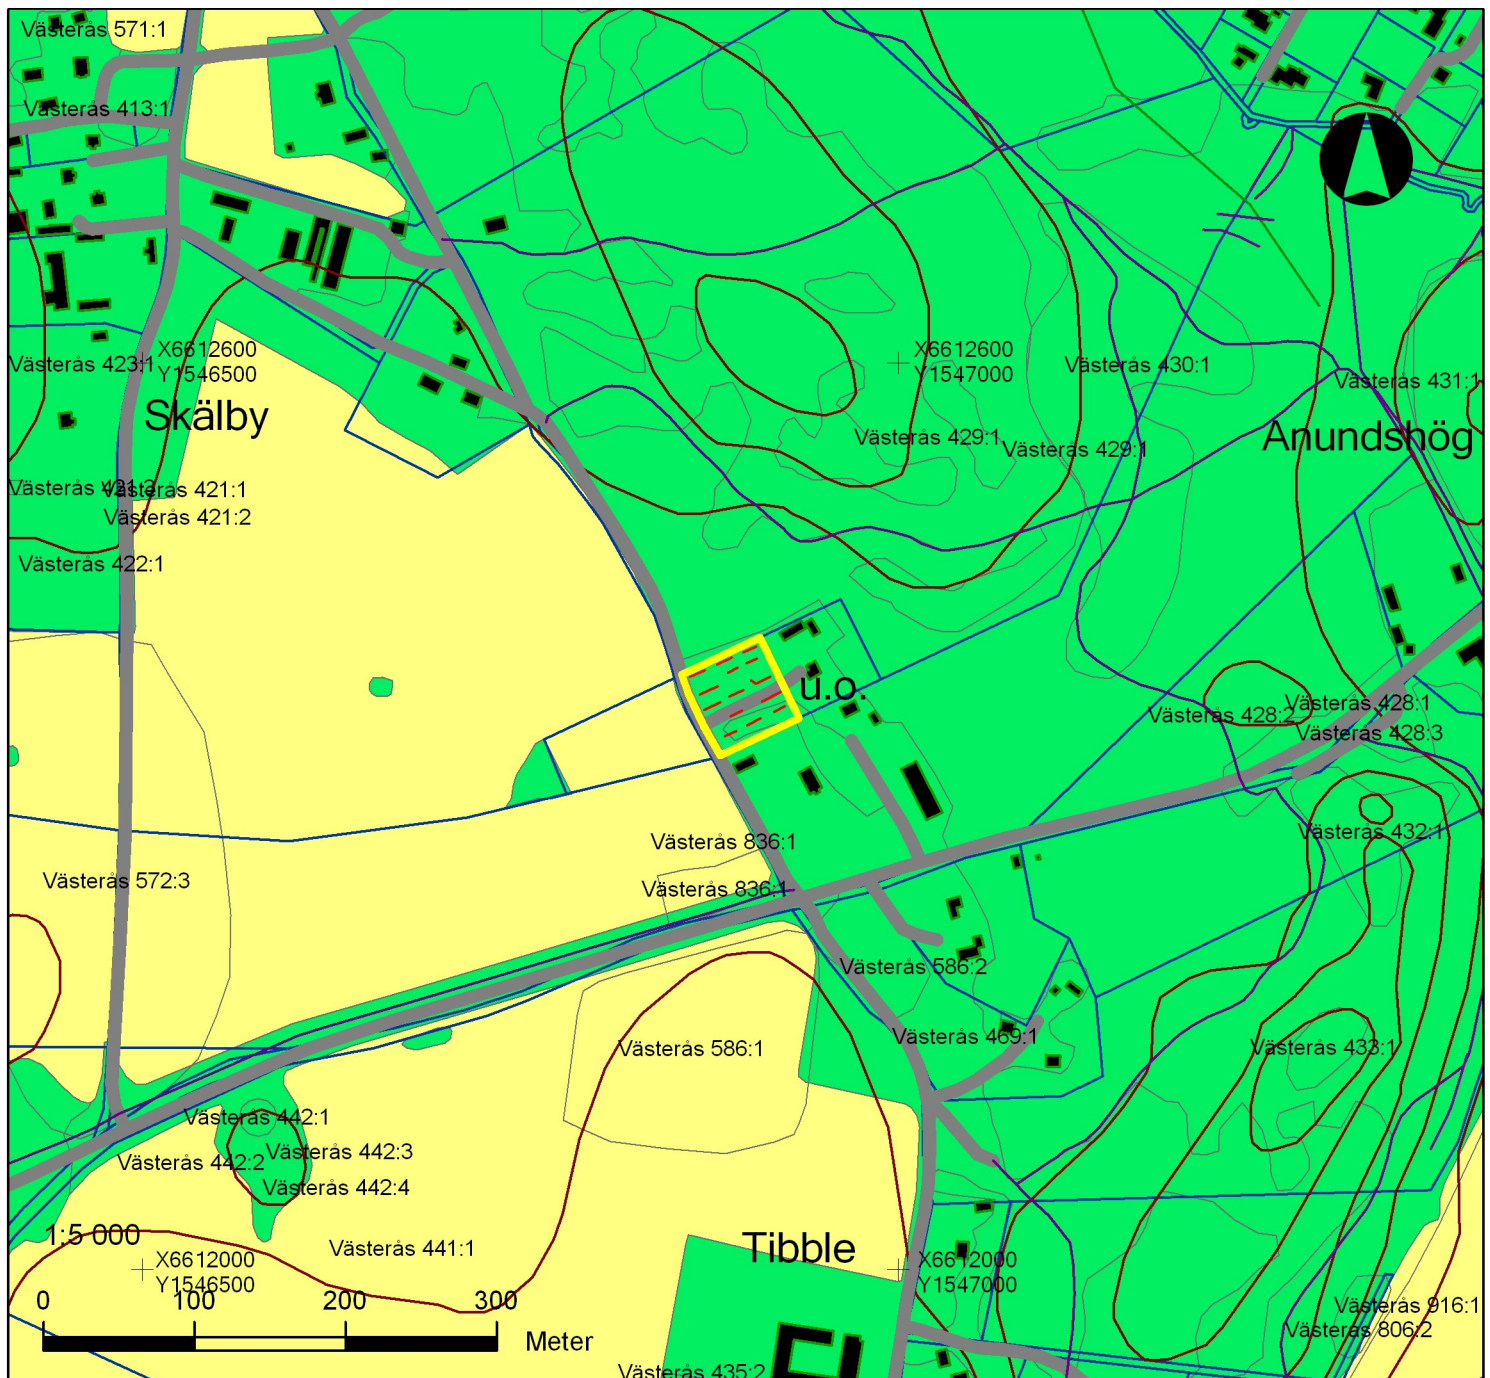 Västerås 571:1
Västerås 413:1
X6612600
Y1546500
X6612600
Y1547000
Västerås 423:1
Västerås 430:1
Västerås 431:1
Skälby
Västerås 429:1
Västerås 429:1
Anundshög
Västerås 421:1
Västerås 421:2
Västerås 422:1
u.o.
Västerås 428:2
Västerås 428:1
Västerås 428:3
Västerås 836:1
Västerås 432:1
Västerås 572:3
Västerås 836:1
Västerås 586:2
Västerås 469:1
Västerås 586:1
Västerås 433:1
Västerås 442:1
Västerås 442:3
Västerås 442:2
Västerås 442:4
1:5 000
Västerås 441:1
Tibble
X6612000
Y1546500
X6612000
Y1547000
0 100 200 300
Meter
Västerås 916:1
Västerås 806:2
Västerås 435:2